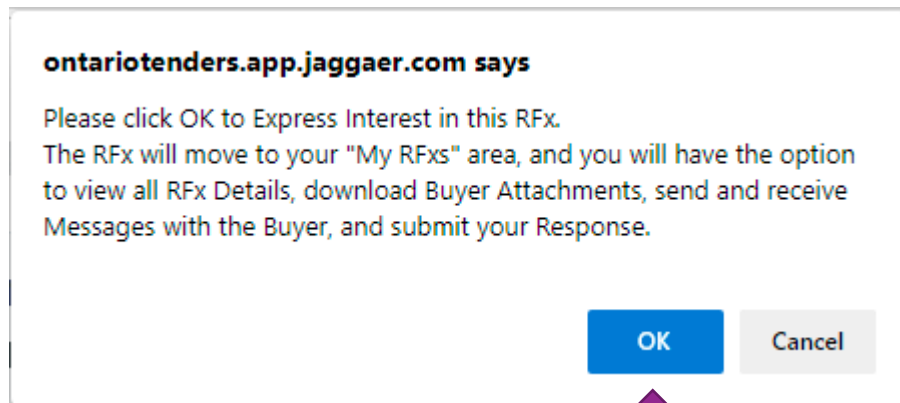 ontariotenders.app.jaggaer.com says
Please click OK to Express Interest in this RFx.
The RFx will move to your "My RFxs" area, and you will have the option
to view all RFx Details, download Buyer Attachments, send and receive
Messages with the Buyer, and submit your Response.
OK Cancel